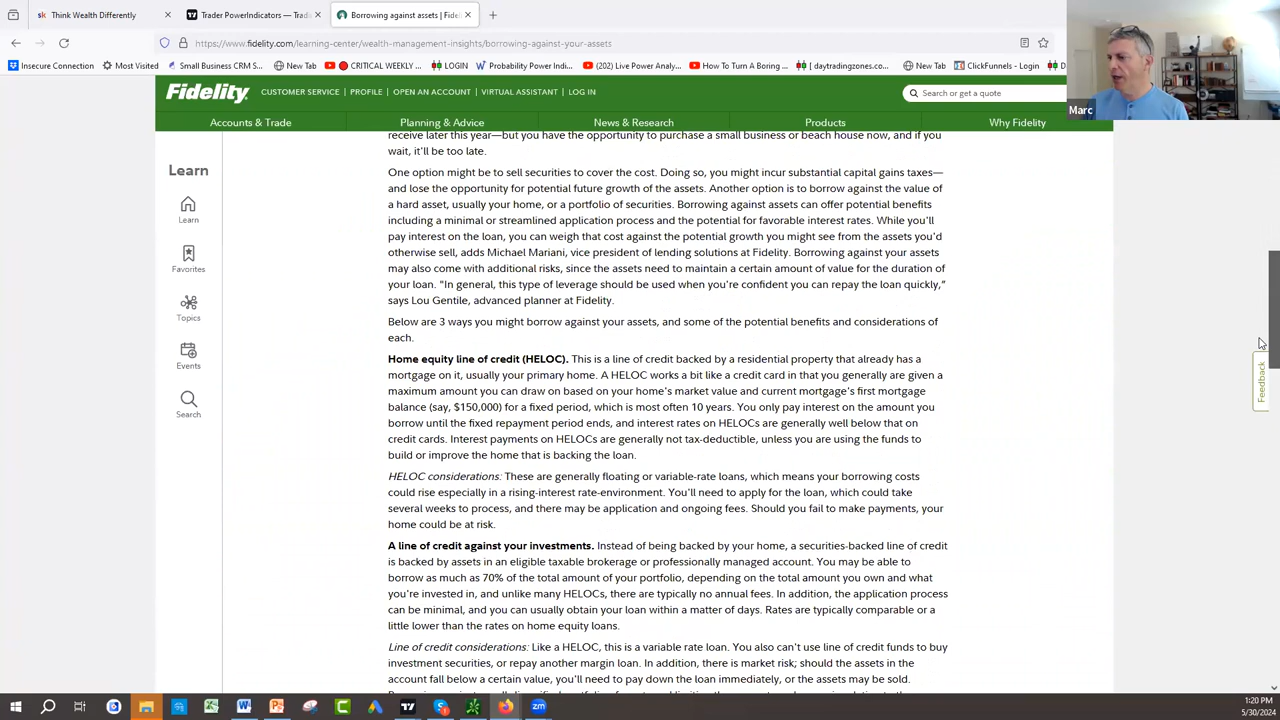 Think Wealth Differently
Trader PowerIndicators — Trad
Borrowing against assets | Fidel
https://www.fidelity.com/learning-center/wealth-management-insights/borrowing-against-your-assets
Insecure Connection
Most Visited
Small Business CRM S...
New Tab
CRITICAL WEEKLY ...
LOGIN
Probability Power Indi...
(202) Live Power Analy...
How To Turn A Boring ...
daytradingzones.co...
New Tab
ClickFunnels - Login
Marc
Fidelity
CUSTOMER SERVICE | PROFILE | OPEN AN ACCOUNT | VIRTUAL ASSISTANT | LOG IN
Search or get a quote
Accounts & Trade
Planning & Advice
News & Research
Products
Why Fidelity
Learn
Learn
Favorites
Topics
Events
Search
receive later this year—but you have the opportunity to purchase a small business or beach house now, and if you
wait, it'll be too late.
One option might be to sell securities to cover the cost. Doing so, you might incur substantial capital gains taxes—
and lose the opportunity for potential future growth of the assets. Another option is to borrow against the value of
a hard asset, usually your home, or a portfolio of securities. Borrowing against assets can offer potential benefits
including a minimal or streamlined application process and the potential for favorable interest rates. While you'll
pay interest on the loan, you can weigh that cost against the potential growth you might see from the assets you'd
otherwise sell, adds Michael Mariani, vice president of lending solutions at Fidelity. Borrowing against your assets
may also come with additional risks, since the assets need to maintain a certain amount of value for the duration of
your loan. "In general, this type of leverage should be used when you're confident you can repay the loan quickly,"
says Lou Gentile, advanced planner at Fidelity.
Below are 3 ways you might borrow against your assets, and some of the potential benefits and considerations of
each.
Home equity line of credit (HELOC). This is a line of credit backed by a residential property that already has a
mortgage on it, usually your primary home. A HELOC works a bit like a credit card in that you generally are given a
maximum amount you can draw on based on your home's market value and current mortgage's first mortgage
balance (say, $150,000) for a fixed period, which is most often 10 years. You only pay interest on the amount you
borrow until the fixed repayment period ends, and interest rates on HELOCs are generally well below that on
credit cards. Interest payments on HELOCs are generally not tax-deductible, unless you are using the funds to
build or improve the home that is backing the loan.
HELOC considerations: These are generally floating or variable-rate loans, which means your borrowing costs
could rise especially in a rising-interest rate-environment. You'll need to apply for the loan, which could take
several weeks to process, and there may be application and ongoing fees. Should you fail to make payments, your
home could be at risk.
A line of credit against your investments. Instead of being backed by your home, a securities-backed line of credit
is backed by assets in an eligible taxable brokerage or professionally managed account. You may be able to
borrow as much as 70% of the total amount of your portfolio, depending on the total amount you own and what
you're invested in, and unlike many HELOCs, there are typically no annual fees. In addition, the application process
can be minimal, and you can usually obtain your loan within a matter of days. Rates are typically comparable or a
little lower than the rates on home equity loans.
Line of credit considerations: Like a HELOC, this is a variable rate loan. You also can't use line of credit funds to buy
investment securities, or repay another margin loan. In addition, there is market risk; should the assets in the
account fall below a certain value, you'll need to pay down the loan immediately, or the assets may be sold.
Feedback
1:20 PM
5/30/2024